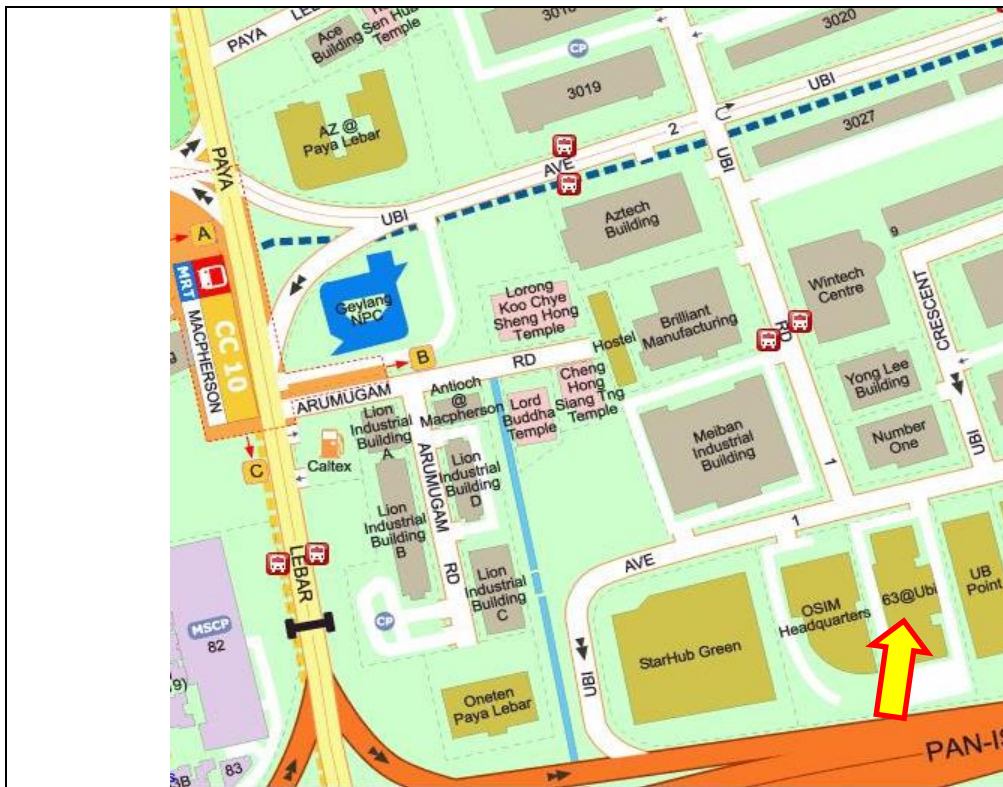 PAYA
LEB
Ace
Building
Sen Hua
Temple
3020
CP
3019
UBI
3027
AZ @
Paya Lebar
2
AVE
UBI
PAYA
UBI
Aztech
Building
9
A
MRT
MACPHERSON
CC 10
Geylang
NPC
Lorong
Koo Chye
Sheng Hong
Temple
Hostel
Brilliant
Manufacturing
RD
Wintech
Centre
CRESCENT
B
RD
ARUMUGAM
Antioch
@
Macpherson
Cheng
Hong
Siang Tng
Temple
Lord
Buddha
Temple
Yong Lee
Building
Number
One
UBI
Lion
Industrial
Building
A
Caltex
C
ARUMUGAM
Lion
Industrial
Building
D
Meiban
Industrial
Building
1
Lion
Industrial
Building
B
LEBAR
RD
Lion
Industrial
Building
C
CP
AVE
1
UBI
StarHub Green
OSIM
Headquarters
63@Ubi
UB
Point
MSCP
82
Oneten
Paya Lebar
83
3B
9)
PAN-IS